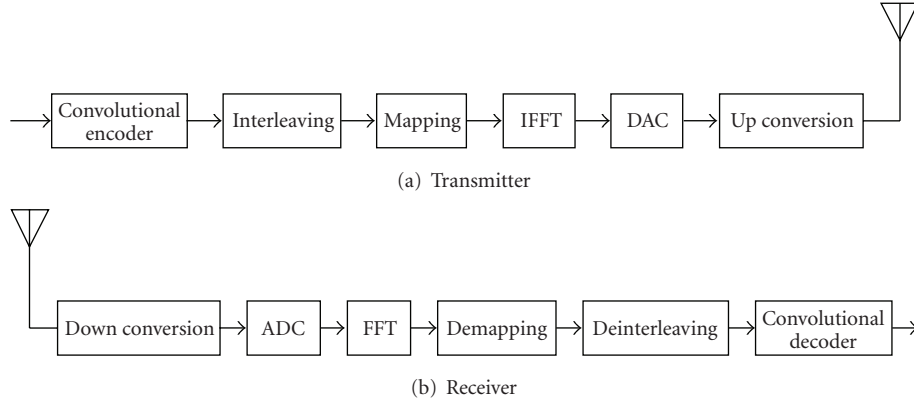 Convolutional
encoder
Interleaving
Mapping
IFFT
DAC
Up conversion
(a) Transmitter
Down conversion
ADC
FFT
Demapping
Deinterleaving
Convolutional
decoder
(b) Receiver